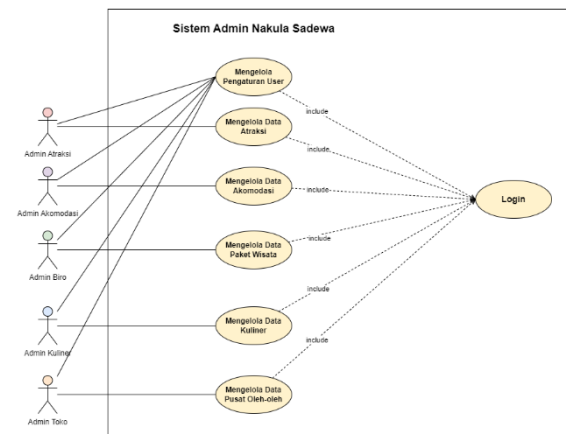 Sistem Admin Nakula Sadewa
Mengelola
Pengaturan User
include
Admin Atraksi
Mengelola Data
Atraksi
include
Admin Akomodasi
Mengelola Data
Akomodasi
include
Login
Admin Biro
Mengelola Data
Paket Wisata
include
Admin Kuliner
Mengelola Data
Kuliner
include
Admin Toko
Mengelola Data
Pusat Oleh-oleh
include